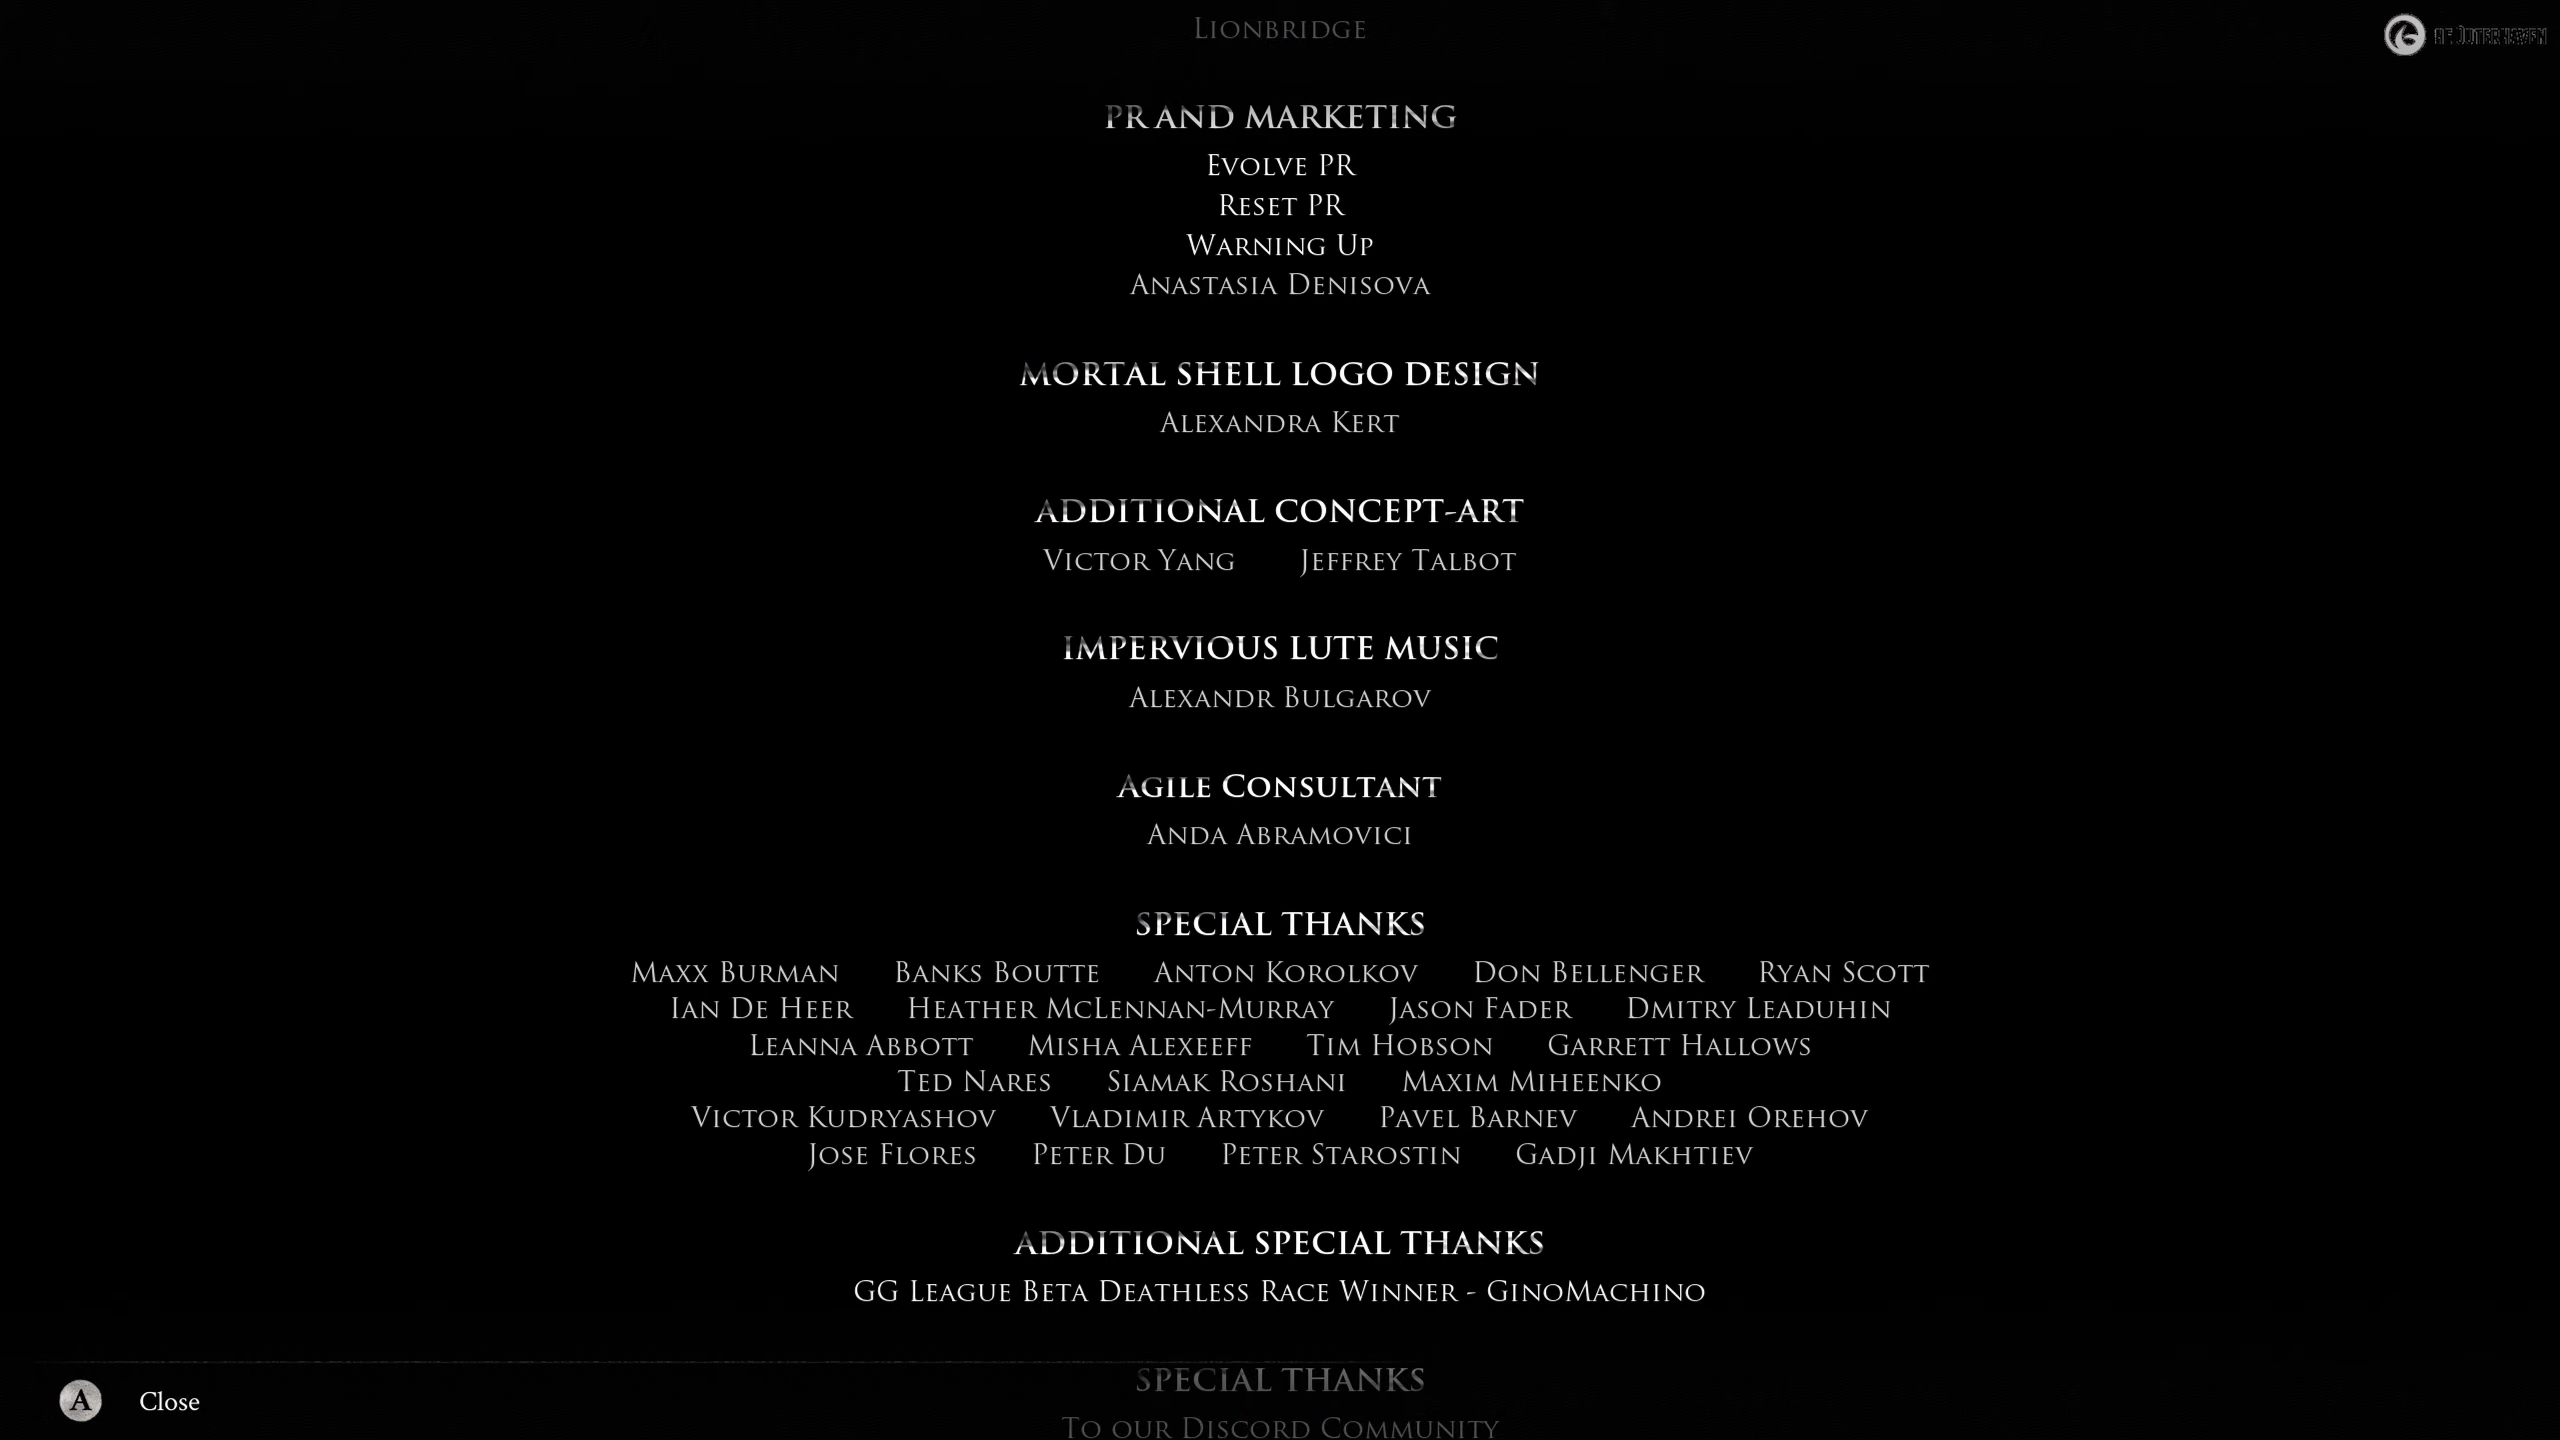 Lionbridge
PR AND MARKETING
Evolve PR
Reset PR
Warning Up
Anastasia Denisova
MORTAL SHELL LOGO DESIGN
Alexandra Kert
ADDITIONAL CONCEPT-ART
Victor Yang Jeffrey Talbot
IMPERVIOUS LUTE MUSIC
Alexandr Bulgarov
Agile Consultant
Anda Abramovici
SPECIAL THANKS
Maxx Burman Banks Boutte Anton Korolkov Don Bellenger Ryan Scott
Ian De Heer Heather McLennan-Murray Jason Fader Dmitry Leaduhin
Leanna Abbott Misha Alexeeff Tim Hobson Garrett Hallows
Ted Nares Siamak Roshani Maxim Miheenko
Victor Kudryashov Vladimir Artykov Pavel Barnev Andrei Orehov
Jose Flores Peter Du Peter Starostin Gadji Makhtiev
ADDITIONAL SPECIAL THANKS
GG League Beta Deathless Race Winner - GinoMachino
SPECIAL THANKS
To our Discord Community
A Close